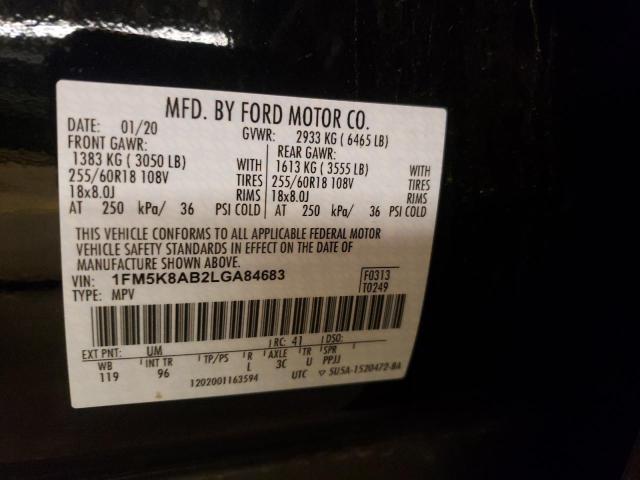 MFD. BY FORD MOTOR CO.
DATE: 01/20 GVWR: 2933 KG ( 6465 LB)
FRONT GAWR: REAR GAWR:
1383 KG ( 3050 LB) WITH 1613 KG ( 3555 LB) WITH
255/60R18 108V TIRES 255/60R18 108V TIRES
18x8.0J RIMS 18x8.0J RIMS
AT 250 kPa/ 36 PSI COLD AT 250 kPa/ 36 PSI COLD
THIS VEHICLE CONFORMS TO ALL APPLICABLE FEDERAL MOTOR
VEHICLE SAFETY STANDARDS IN EFFECT ON THE DATE OF
MANUFACTURE SHOWN ABOVE.
VIN: 1FM5K8AB2LGA84683 F0313
TYPE: MPV T0249
EXT PNT: UM RC: 41 DSO:
WB INT TR TP/PS R AXLE TR SPR
119 96 L 3C U PPJJ
1202001163594 UTC ▽ 5U5A-1520472-BA